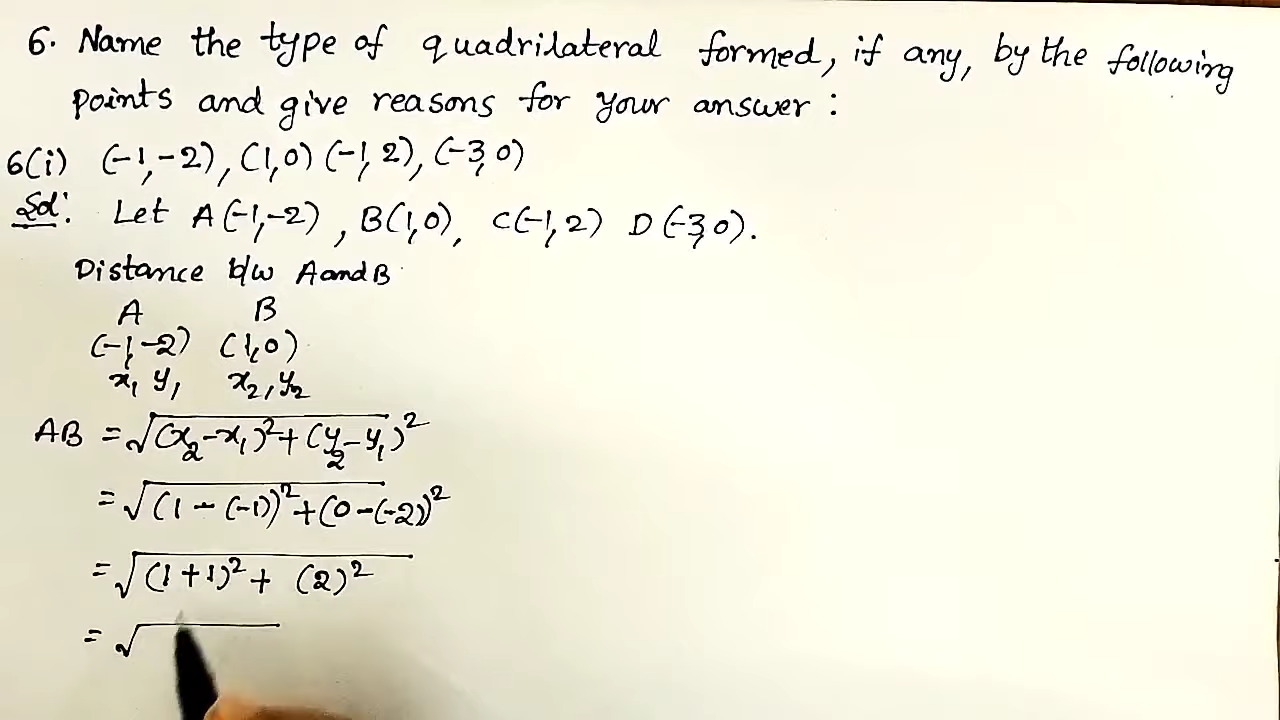 6. Name the type of quadrilateral formed, if any, by the following
points and give reasons for your answer :
6(i) (-1,-2), (1,0) (-1,2), (-3,0)
Sol: Let A(-1,-2) , B(1,0), C(-1,2) D(-3,0).
Distance b/w A and B
A B
(-1,-2) (1,0)
x₁ y₁ x₂, y₂
AB = √(x₂-x₁)²+(y₂-y₁)²
= √(1-(-1))²+(0-(-2)²
= √(1+1)²+ (2)²
= √